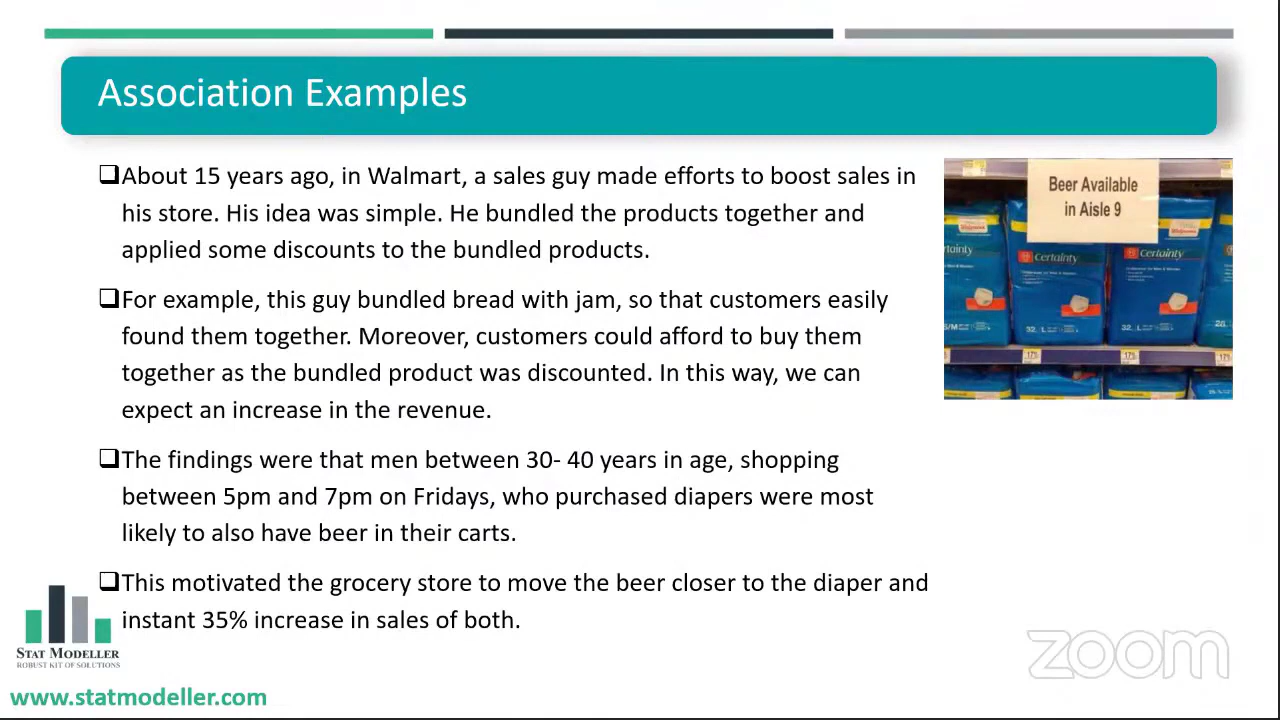 Association Examples
❑About 15 years ago, in Walmart, a sales guy made efforts to boost sales in
his store. His idea was simple. He bundled the products together and
applied some discounts to the bundled products.
❑For example, this guy bundled bread with jam, so that customers easily
found them together. Moreover, customers could afford to buy them
together as the bundled product was discounted. In this way, we can
expect an increase in the revenue.
❑The findings were that men between 30- 40 years in age, shopping
between 5pm and 7pm on Fridays, who purchased diapers were most
likely to also have beer in their carts.
❑This motivated the grocery store to move the beer closer to the diaper and
instant 35% increase in sales of both.
Beer Available
in Aisle 9
Certainty
Certainty
32 L
32 L
STAT MODELLER
ROBUST KIT OF SOLUTIONS
www.statmodeller.com
zoom